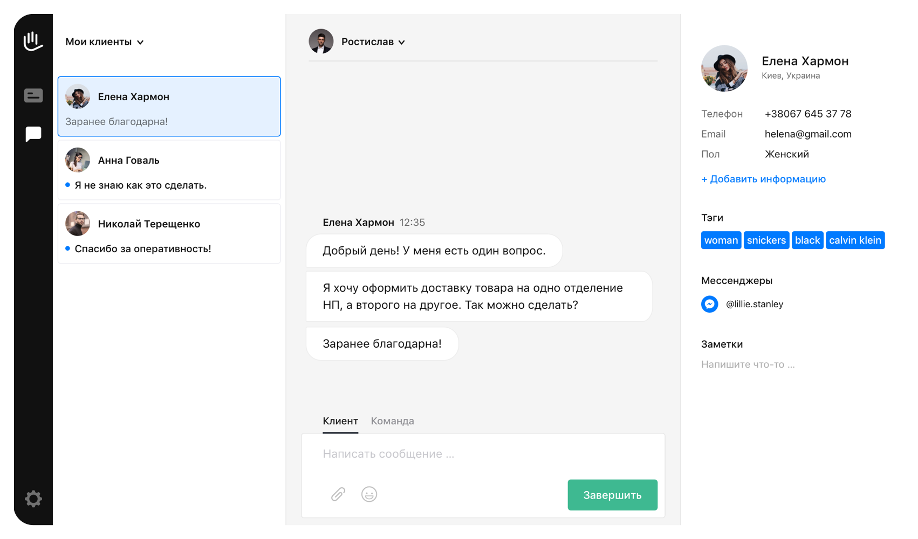 Мои клиенты
Елена Хармон
Заранее благодарна!
Анна Говаль
Я не знаю как это сделать.
Николай Терещенко
Спасибо за оперативность!
Ростислав
Елена Хармон 12:35
Добрый день! У меня есть один вопрос.
Я хочу оформить доставку товара на одно отделение
НП, а второго на другое. Так можно сделать?
Заранее благодарна!
Клиент Команда
Написать сообщение ...
Завершить
Елена Хармон
Киев, Украина
Телефон +38067 645 37 78
Email helena@gmail.com
Пол Женский
+ Добавить информацию
Тэги
woman snickers black calvin klein
Мессенджеры
@lillie.stanley
Заметки
Напишите что-то ...